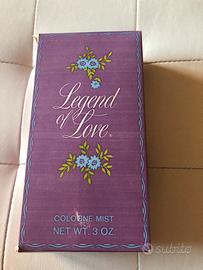 Legend
of Love®
COLOGNE MIST
NET WT. 3 OZ.
subito